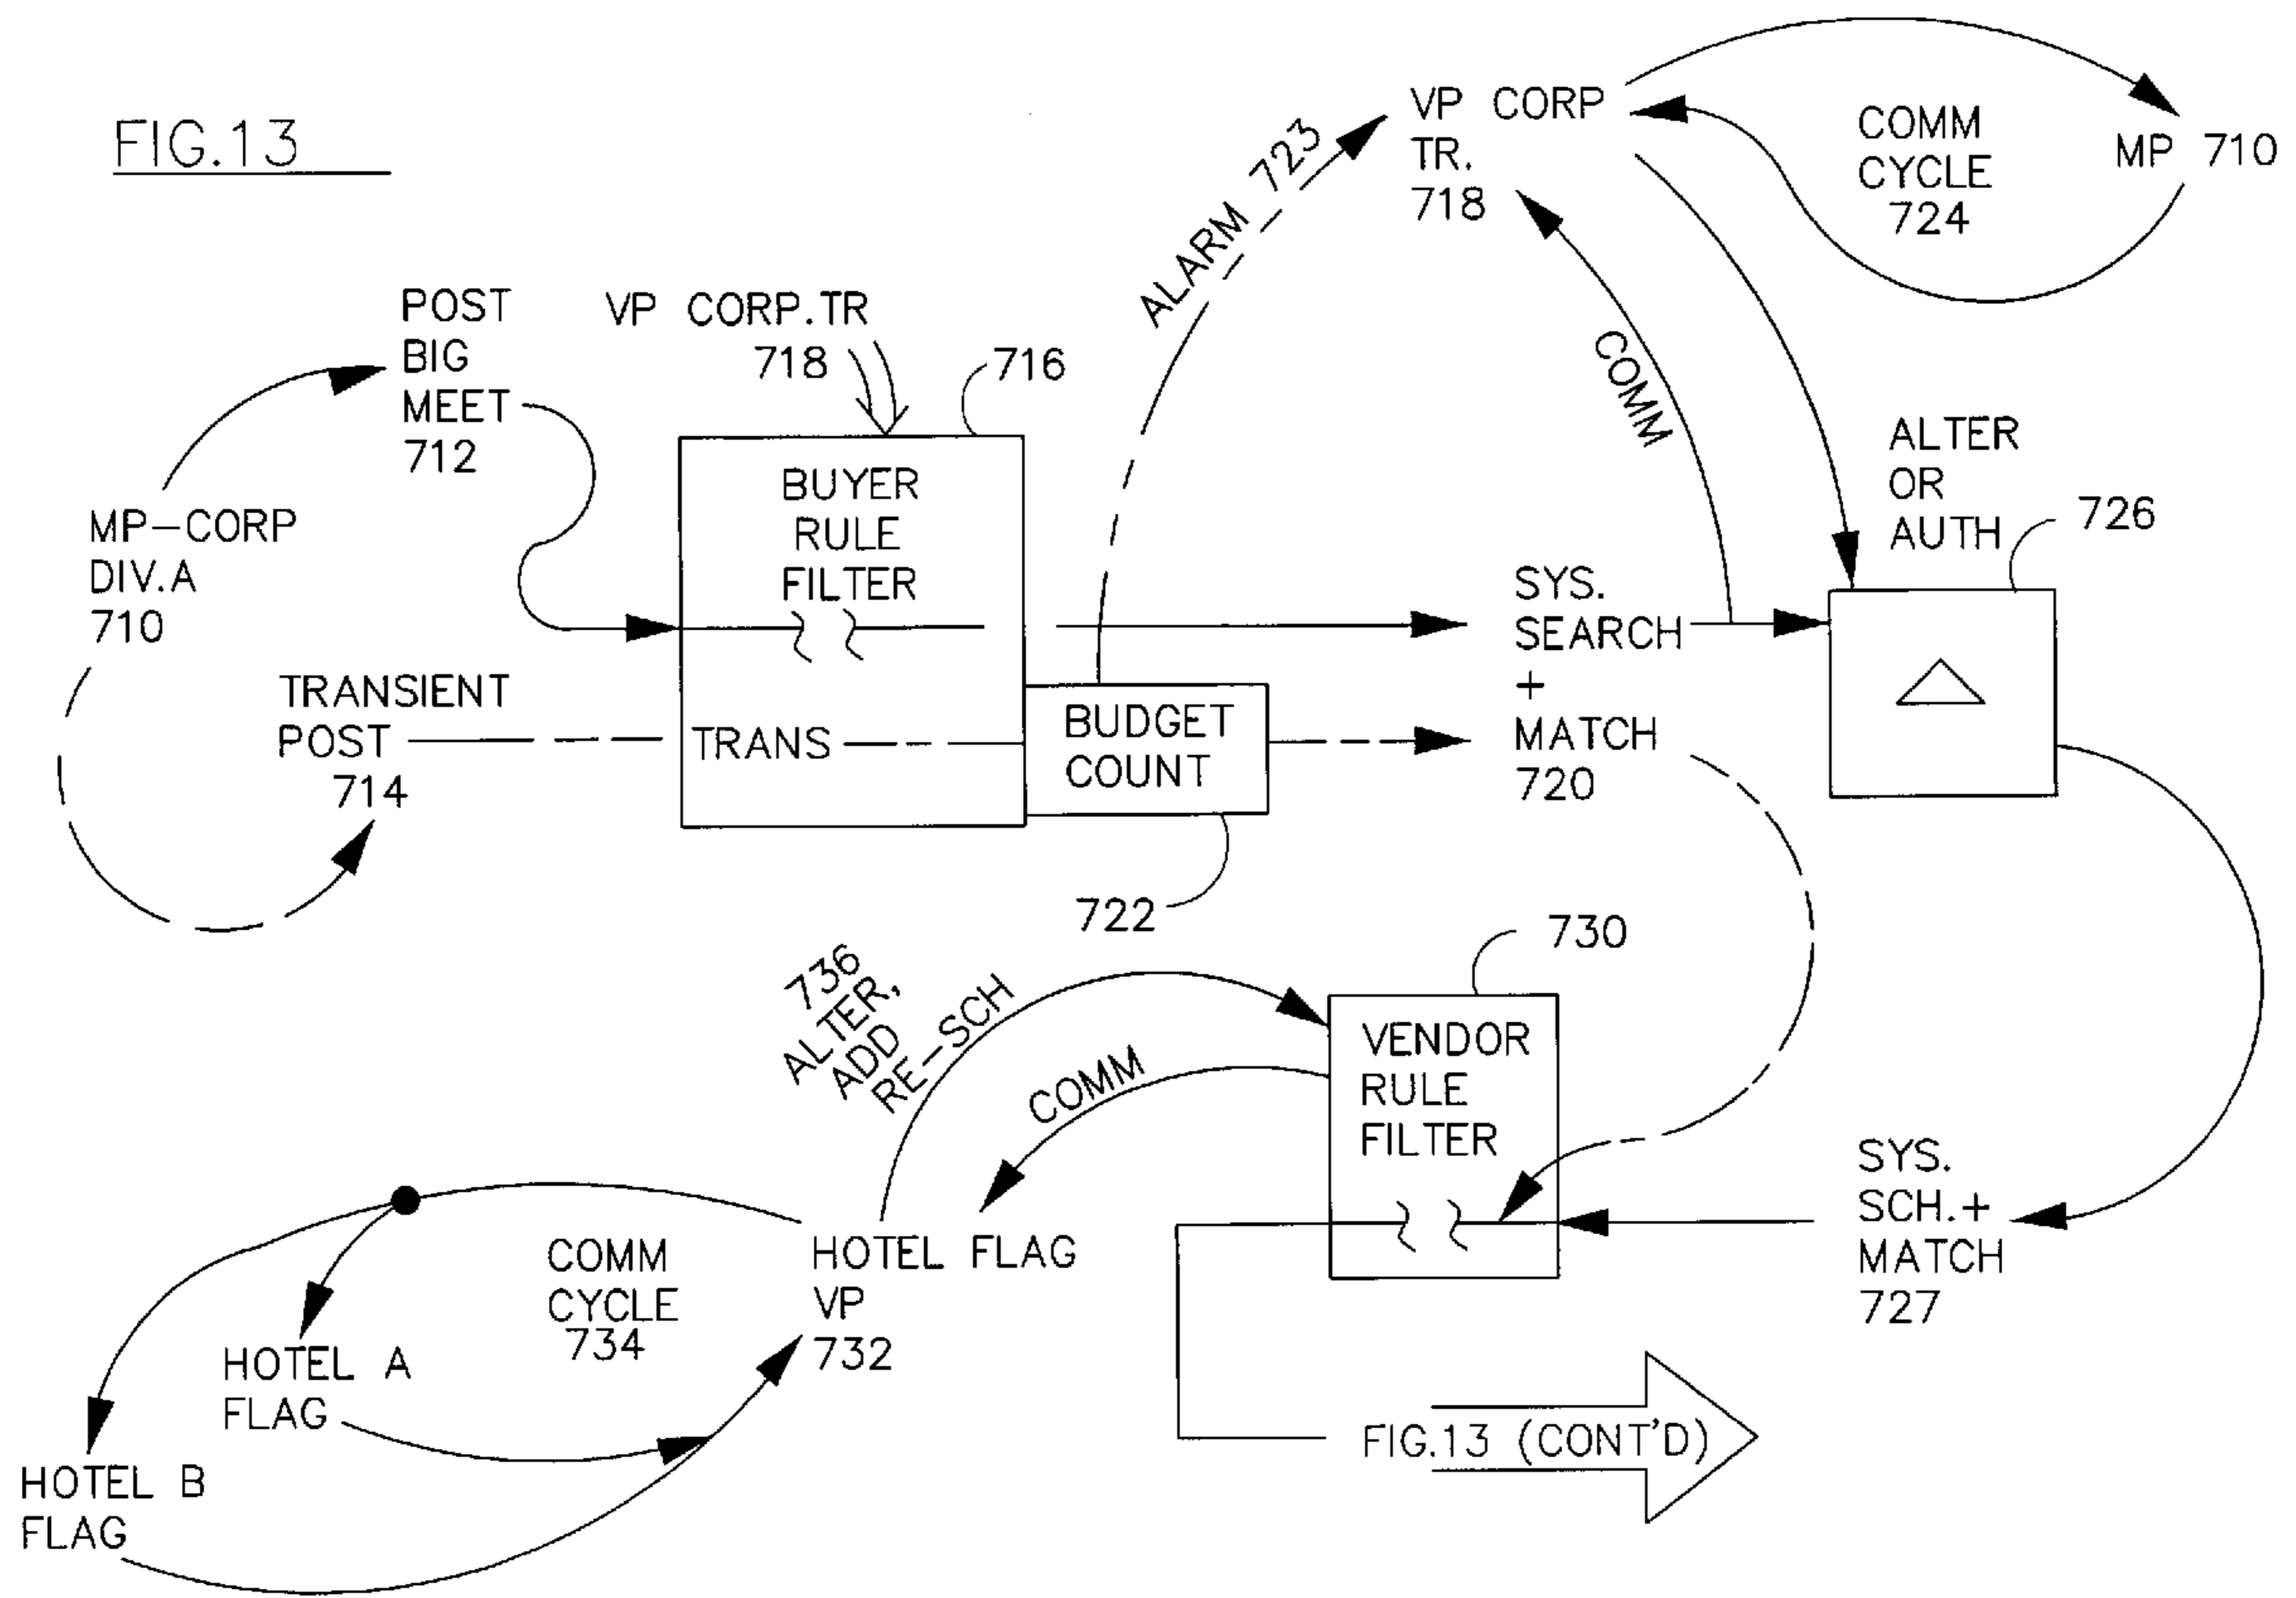 FIG.13
VP CORP
TR.
718
COMM
CYCLE
724
MP 710
ALARM 723
POST
BIG
MEET
712
VP CORP.TR
718
716
COMM
MP-CORP
DIV.A
710
BUYER
RULE
FILTER
ALTER
OR
AUTH
726
SYS.
SEARCH
+
MATCH
720
TRANSIENT
POST
714
TRANS
BUDGET
COUNT
722
730
736
ALTER,
ADD
RE-SCH
COMM
VENDOR
RULE
FILTER
SYS.
SCH.+
MATCH
727
HOTEL FLAG
VP
732
COMM
CYCLE
734
HOTEL A
FLAG
HOTEL B
FLAG
FIG.13 (CONT'D)